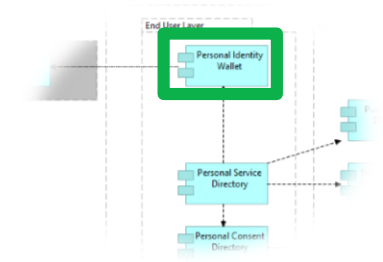 End User Layer
Personal Identity
Wallet
Personal Service
Directory
Personal Consent
Directory